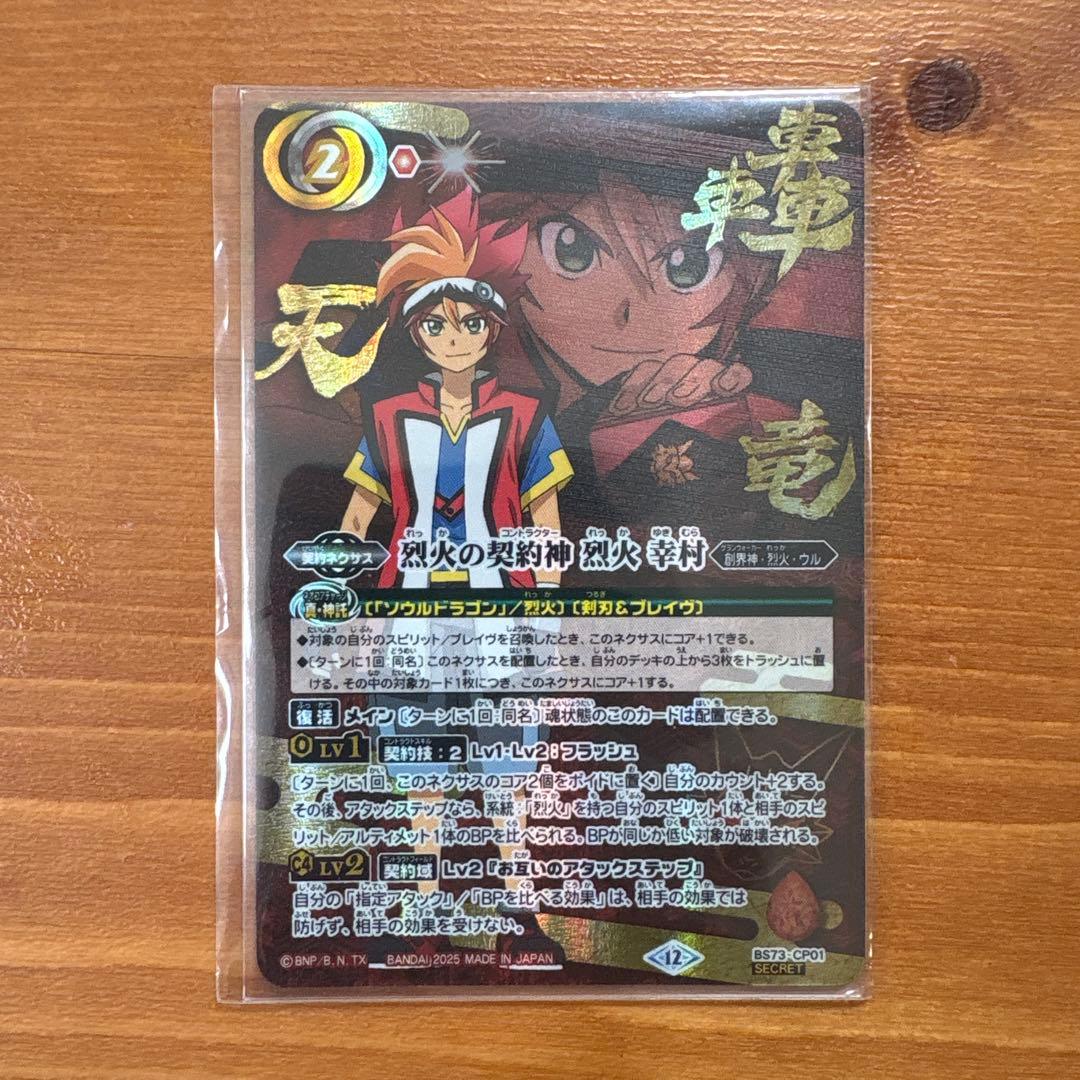 2
轟
天
竜
契約ネクサス 烈火の契約神 烈火 幸村 創界神・烈火・ウル
真・神託 〔「ソウルドラゴン」／烈火〕〔剣刃＆ブレイヴ〕
◆対象の自分のスピリット/ブレイヴを召喚したとき、このネクサスにコア+1できる。
◆〔ターンに1回:同名〕このネクサスを配置したとき、自分のデッキの上から3枚をトラッシュに置
ける。その中の対象カード1枚につき、このネクサスにコア+1する。
復活 メイン〔ターンに1回:同名〕魂状態のこのカードは配置できる。
0 LV1 契約技：2 Lv1・Lv2：フラッシュ
〔ターンに1回、このネクサスのコア2個をボイドに置く〕自分のカウント+2する。
その後、アタックステップなら、系統：「烈火」を持つ自分のスピリット1体と相手のスピ
リット/アルティメット1体のBPを比べられる。BPが同じか低い対象が破壊される。
C4 LV2 契約域 Lv2『お互いのアタックステップ』
自分の「指定アタック」/「BPを比べる効果」は、相手の効果では
防げず、相手の効果を受けない。
©BNP/B, N, TX BANDAI 2025 MADE IN JAPAN 12 BS73-CP01
SECRET